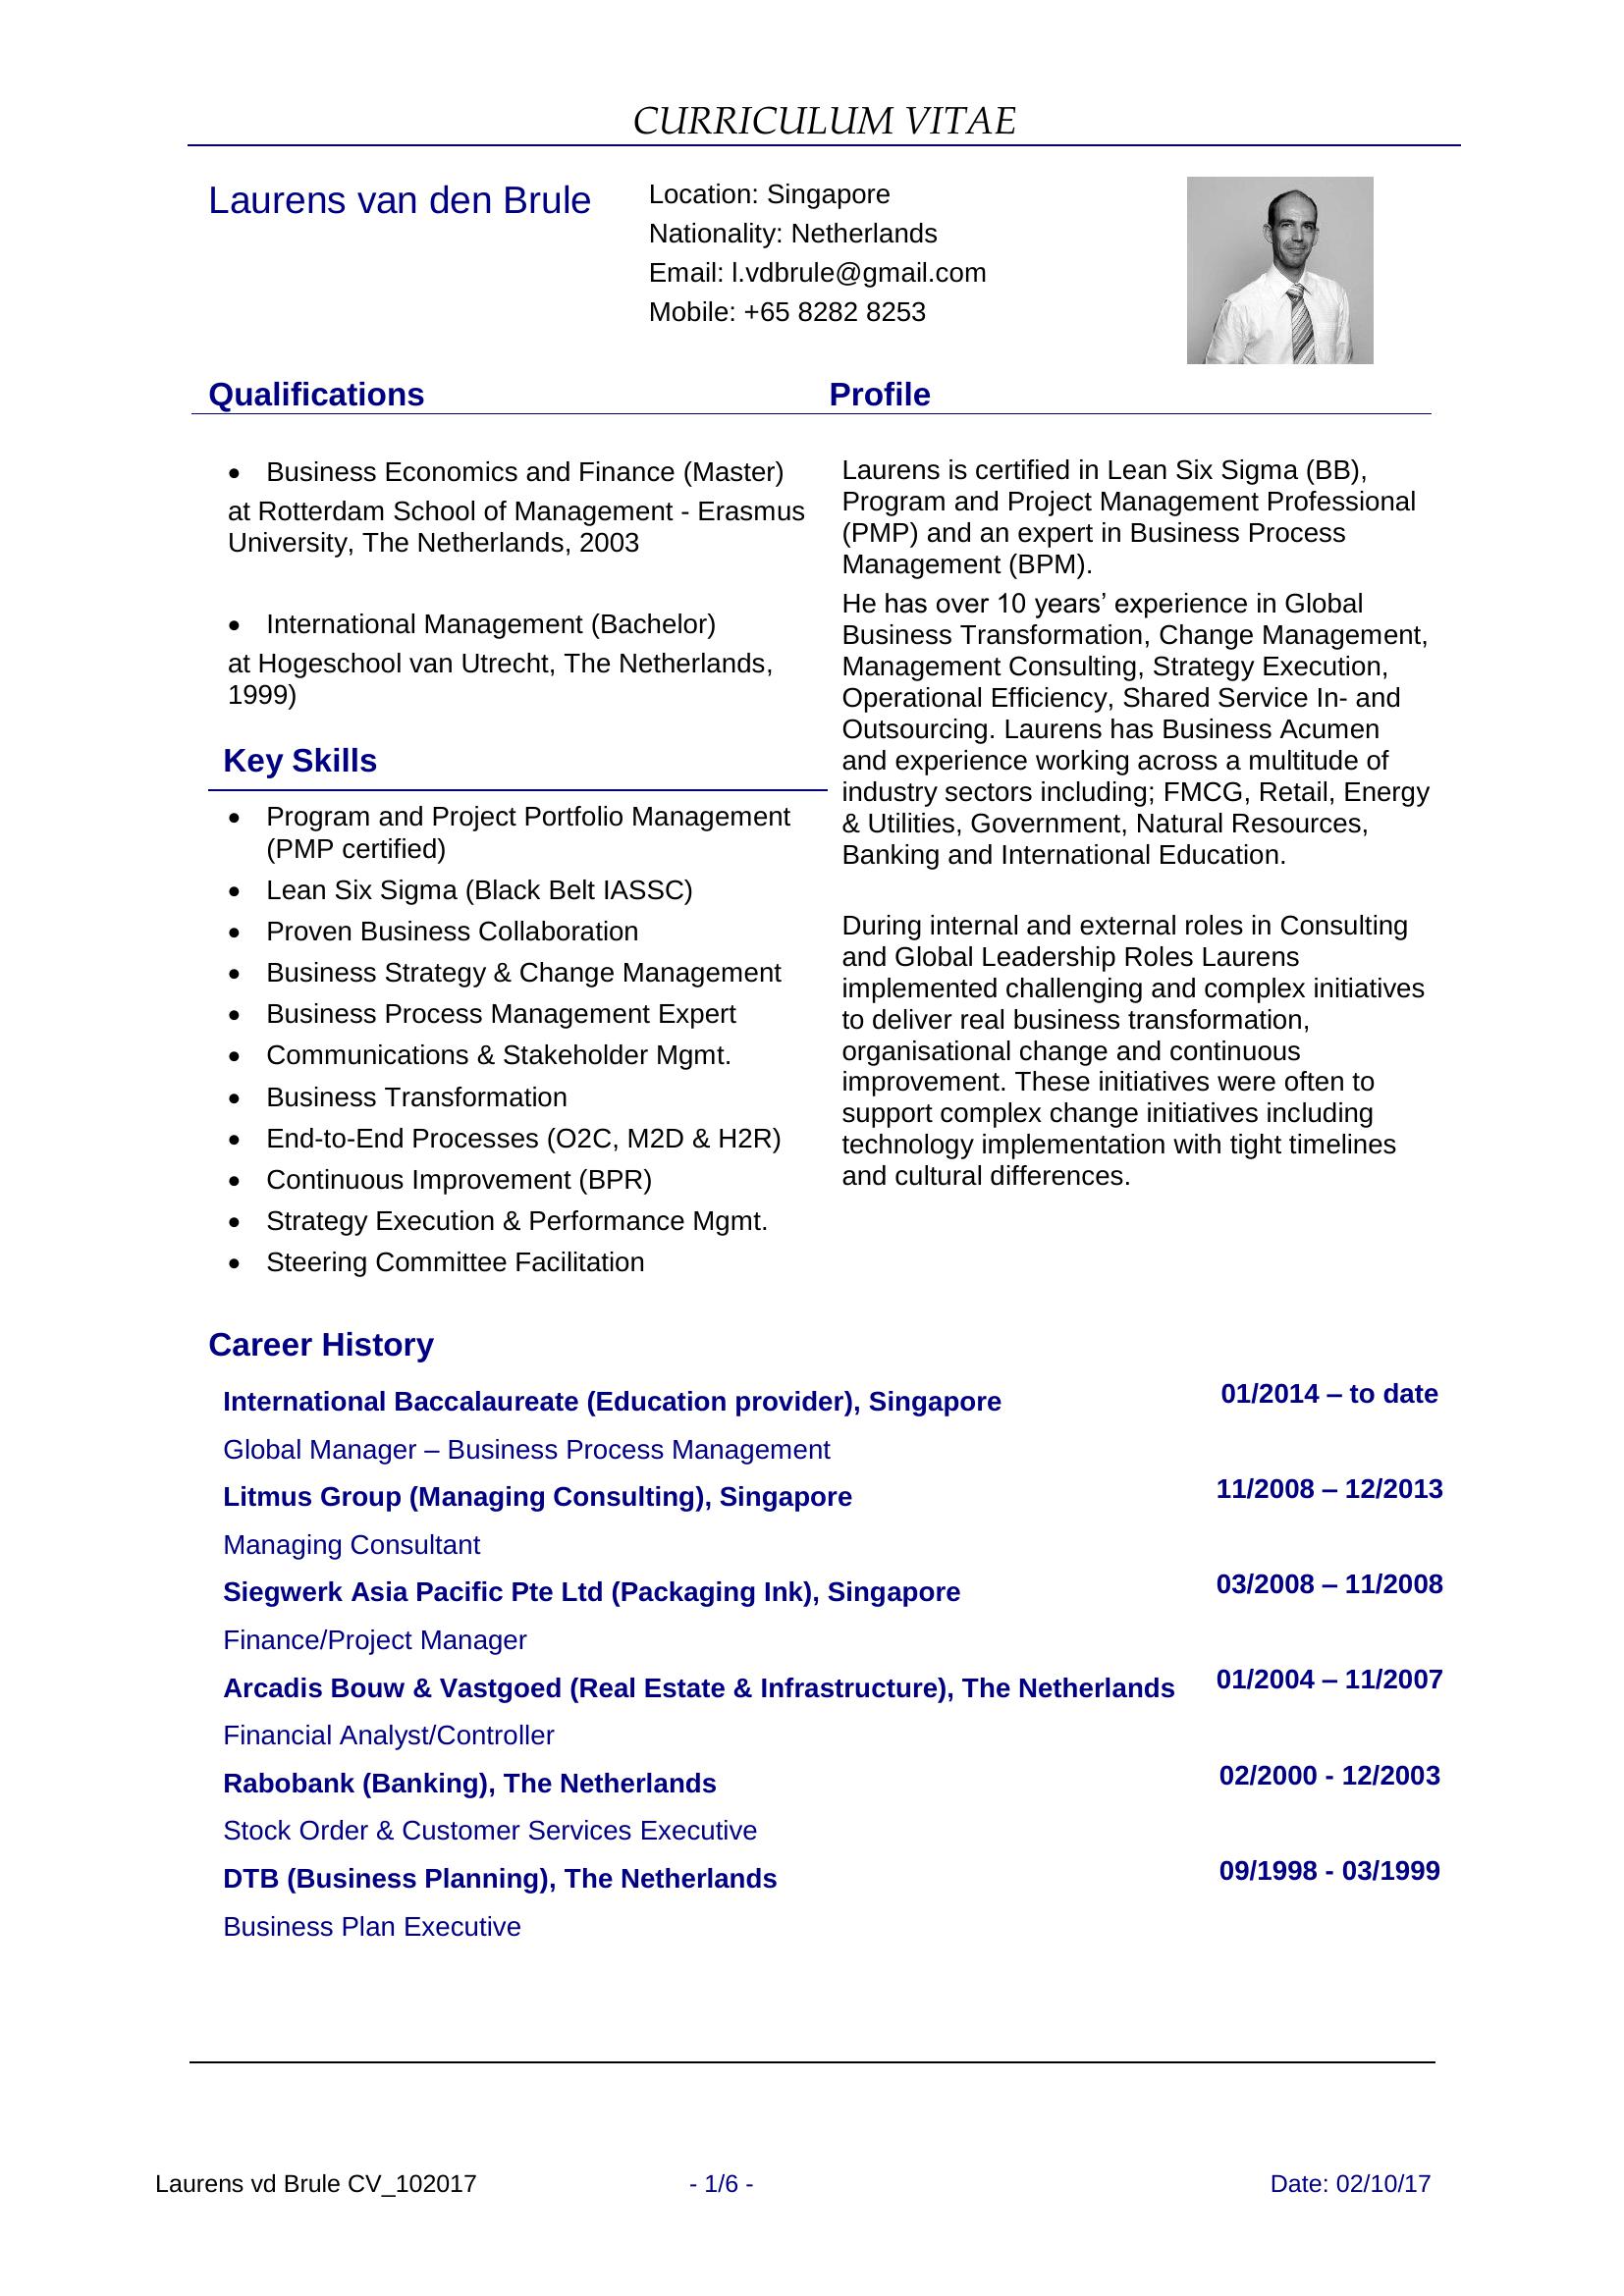 CURRICULUM VITAE
Laurens van den Brule
Location: Singapore
Nationality: Netherlands
Email: l.vdbrule@gmail.com
Mobile: +65 8282 8253
Qualifications
• Business Economics and Finance (Master)
at Rotterdam School of Management - Erasmus
University, The Netherlands, 2003
• International Management (Bachelor)
at Hogeschool van Utrecht, The Netherlands,
1999)
Key Skills
• Program and Project Portfolio Management
(PMP certified)
• Lean Six Sigma (Black Belt IASSC)
• Proven Business Collaboration
• Business Strategy & Change Management
• Business Process Management Expert
• Communications & Stakeholder Mgmt.
• Business Transformation
• End-to-End Processes (O2C, M2D & H2R)
• Continuous Improvement (BPR)
• Strategy Execution & Performance Mgmt.
• Steering Committee Facilitation
Profile
Laurens is certified in Lean Six Sigma (BB),
Program and Project Management Professional
(PMP) and an expert in Business Process
Management (BPM).
He has over 10 years’ experience in Global
Business Transformation, Change Management,
Management Consulting, Strategy Execution,
Operational Efficiency, Shared Service In- and
Outsourcing. Laurens has Business Acumen
and experience working across a multitude of
industry sectors including; FMCG, Retail, Energy
& Utilities, Government, Natural Resources,
Banking and International Education.
During internal and external roles in Consulting
and Global Leadership Roles Laurens
implemented challenging and complex initiatives
to deliver real business transformation,
organisational change and continuous
improvement. These initiatives were often to
support complex change initiatives including
technology implementation with tight timelines
and cultural differences.
Career History
International Baccalaureate (Education provider), Singapore 01/2014 – to date
Global Manager – Business Process Management
Litmus Group (Managing Consulting), Singapore 11/2008 – 12/2013
Managing Consultant
Siegwerk Asia Pacific Pte Ltd (Packaging Ink), Singapore 03/2008 – 11/2008
Finance/Project Manager
Arcadis Bouw & Vastgoed (Real Estate & Infrastructure), The Netherlands 01/2004 – 11/2007
Financial Analyst/Controller
Rabobank (Banking), The Netherlands 02/2000 - 12/2003
Stock Order & Customer Services Executive
DTB (Business Planning), The Netherlands 09/1998 - 03/1999
Business Plan Executive
Laurens vd Brule CV_102017 - 1/6 - Date: 02/10/17